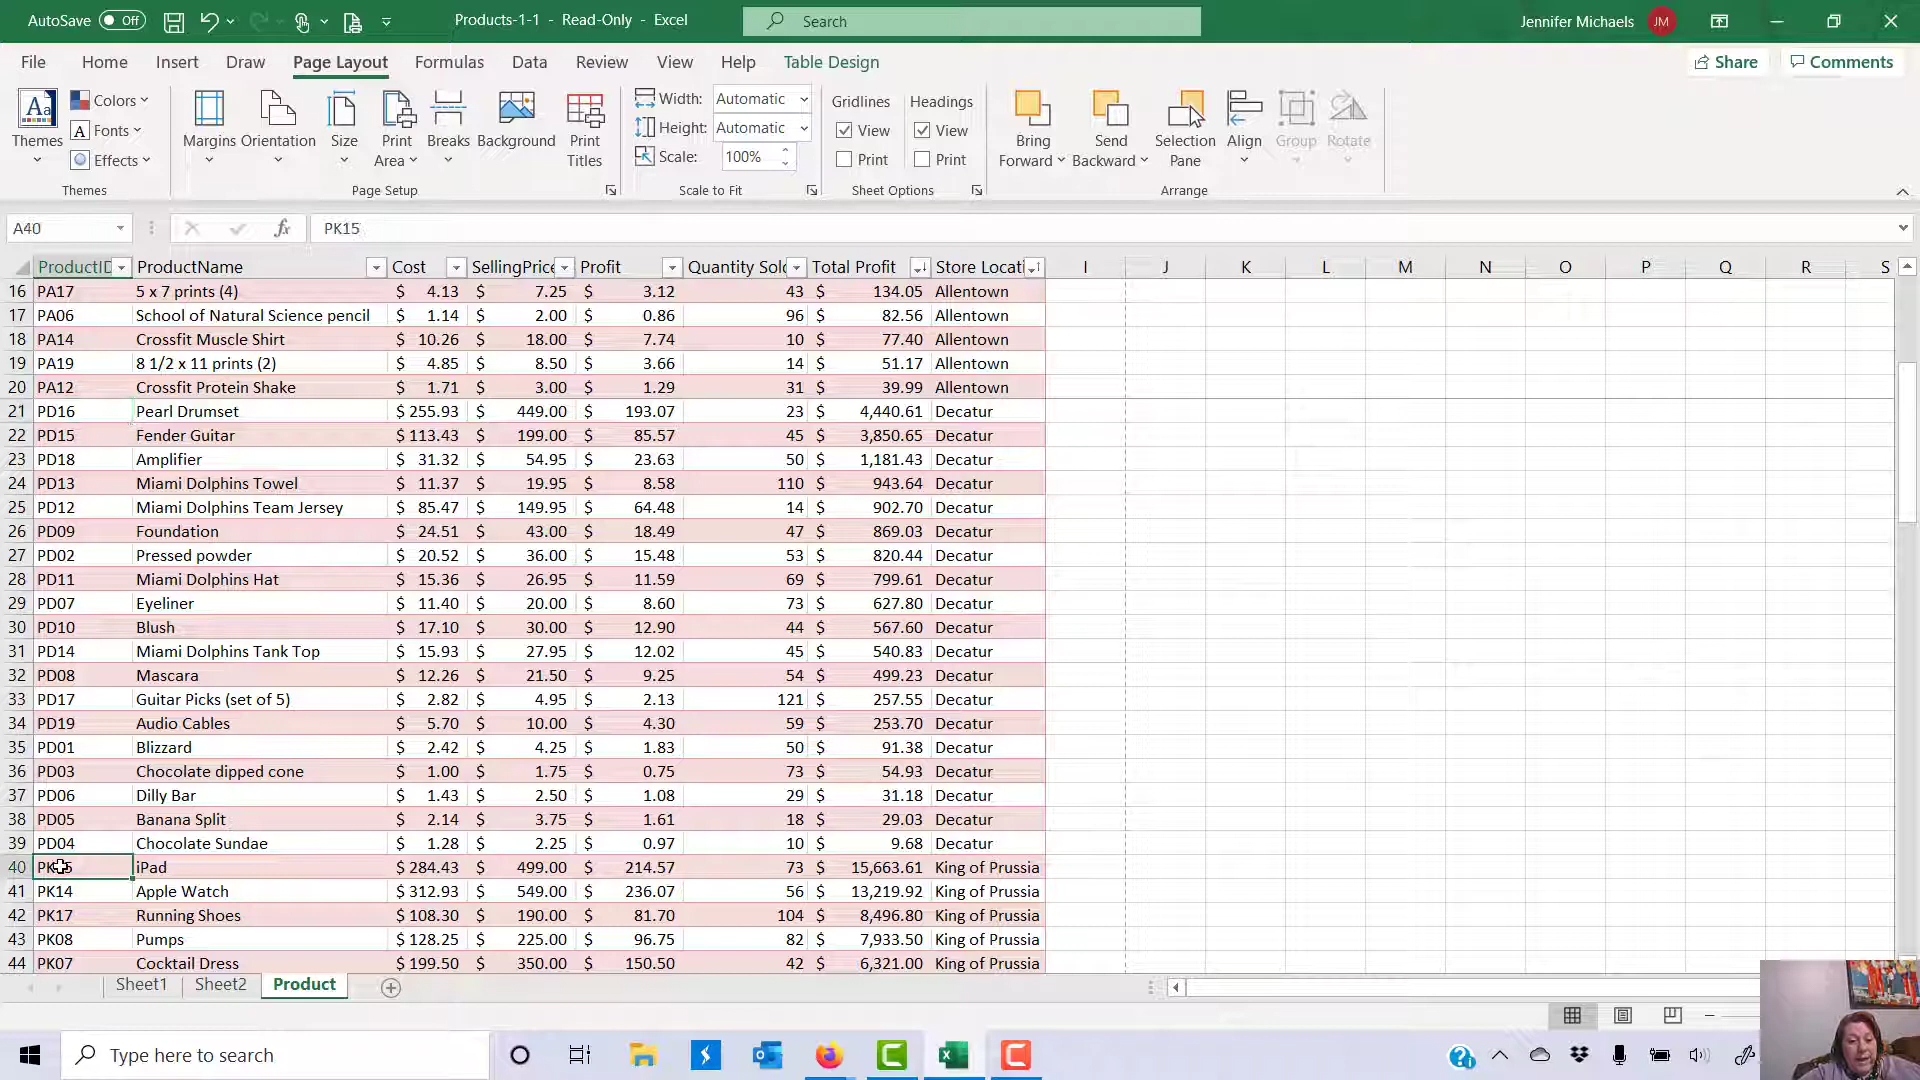 AutoSave Off Products-1-1 - Read-Only - Excel Search Jennifer Michaels JM
File Home Insert Draw Page Layout Formulas Data Review View Help Table Design Share Comments
Themes Colors Fonts Effects Margins Orientation Size Print Area Breaks Background Print Titles Width: Automatic Height: Automatic Scale: 100% Gridlines View Print Headings View Print Bring Forward Send Backward Selection Pane Align Group Rotate
Themes Page Setup Scale to Fit Sheet Options Arrange
A40 fx PK15
ProductID ProductName Cost SellingPrice Profit Quantity Sol Total Profit Store Locati I J K L M N O P Q R S
16 PA17 5 x 7 prints (4) $ 4.13 $ 7.25 $ 3.12 43 $ 134.05 Allentown
17 PA06 School of Natural Science pencil $ 1.14 $ 2.00 $ 0.86 96 $ 82.56 Allentown
18 PA14 Crossfit Muscle Shirt $ 10.26 $ 18.00 $ 7.74 10 $ 77.40 Allentown
19 PA19 8 1/2 x 11 prints (2) $ 4.85 $ 8.50 $ 3.66 14 $ 51.17 Allentown
20 PA12 Crossfit Protein Shake $ 1.71 $ 3.00 $ 1.29 31 $ 39.99 Allentown
21 PD16 Pearl Drumset $ 255.93 $ 449.00 $ 193.07 23 $ 4,440.61 Decatur
22 PD15 Fender Guitar $ 113.43 $ 199.00 $ 85.57 45 $ 3,850.65 Decatur
23 PD18 Amplifier $ 31.32 $ 54.95 $ 23.63 50 $ 1,181.43 Decatur
24 PD13 Miami Dolphins Towel $ 11.37 $ 19.95 $ 8.58 110 $ 943.64 Decatur
25 PD12 Miami Dolphins Team Jersey $ 85.47 $ 149.95 $ 64.48 14 $ 902.70 Decatur
26 PD09 Foundation $ 24.51 $ 43.00 $ 18.49 47 $ 869.03 Decatur
27 PD02 Pressed powder $ 20.52 $ 36.00 $ 15.48 53 $ 820.44 Decatur
28 PD11 Miami Dolphins Hat $ 15.36 $ 26.95 $ 11.59 69 $ 799.61 Decatur
29 PD07 Eyeliner $ 11.40 $ 20.00 $ 8.60 73 $ 627.80 Decatur
30 PD10 Blush $ 17.10 $ 30.00 $ 12.90 44 $ 567.60 Decatur
31 PD14 Miami Dolphins Tank Top $ 15.93 $ 27.95 $ 12.02 45 $ 540.83 Decatur
32 PD08 Mascara $ 12.26 $ 21.50 $ 9.25 54 $ 499.23 Decatur
33 PD17 Guitar Picks (set of 5) $ 2.82 $ 4.95 $ 2.13 121 $ 257.55 Decatur
34 PD19 Audio Cables $ 5.70 $ 10.00 $ 4.30 59 $ 253.70 Decatur
35 PD01 Blizzard $ 2.42 $ 4.25 $ 1.83 50 $ 91.38 Decatur
36 PD03 Chocolate dipped cone $ 1.00 $ 1.75 $ 0.75 73 $ 54.93 Decatur
37 PD06 Dilly Bar $ 1.43 $ 2.50 $ 1.08 29 $ 31.18 Decatur
38 PD05 Banana Split $ 2.14 $ 3.75 $ 1.61 18 $ 29.03 Decatur
39 PD04 Chocolate Sundae $ 1.28 $ 2.25 $ 0.97 10 $ 9.68 Decatur
40 PK15 iPad $ 284.43 $ 499.00 $ 214.57 73 $ 15,663.61 King of Prussia
41 PK14 Apple Watch $ 312.93 $ 549.00 $ 236.07 56 $ 13,219.92 King of Prussia
42 PK17 Running Shoes $ 108.30 $ 190.00 $ 81.70 104 $ 8,496.80 King of Prussia
43 PK08 Pumps $ 128.25 $ 225.00 $ 96.75 82 $ 7,933.50 King of Prussia
44 PK07 Cocktail Dress $ 199.50 $ 350.00 $ 150.50 42 $ 6,321.00 King of Prussia
Sheet1 Sheet2 Product
Type here to search